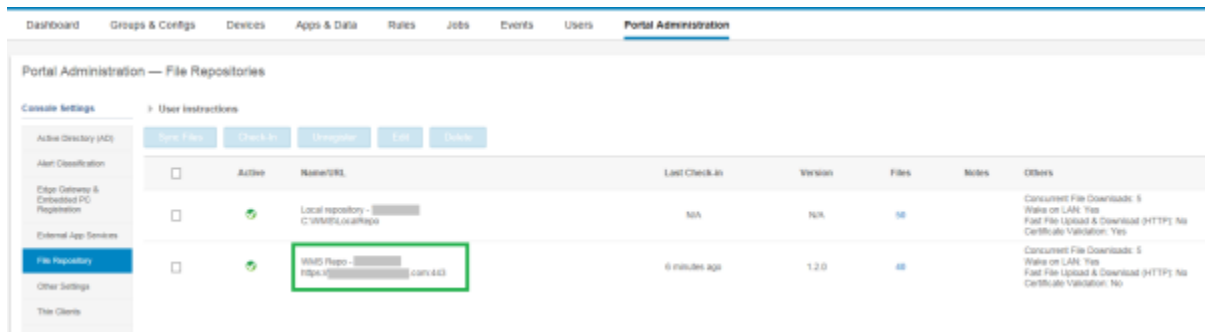 Dashboard Groups & Configs Devices Apps & Data Rules Jobs Events Users Portal Administration
Portal Administration — File Repositories
Console Settings
> User instructions
Active Directory (AD)
Sync Files Check-In Unregister Edit Delete
Alert Classification
Active Name/URL Last Check-in Version Files Notes Others
Edge Gateway &
Embedded PC
Registration
External App Services
Local repository -
C:\WMS\LocalRepo
N/A N/A 50
Concurrent File Downloads: 5
Wake on LAN: Yes
Fast File Upload & Download (HTTP): No
Certificate Validation: Yes
File Repository
WMS Repo -
https:// .com:443
6 minutes ago 1.2.0 48
Concurrent File Downloads: 5
Wake on LAN: Yes
Fast File Upload & Download (HTTP): No
Certificate Validation: No
Other Settings
Thin Clients